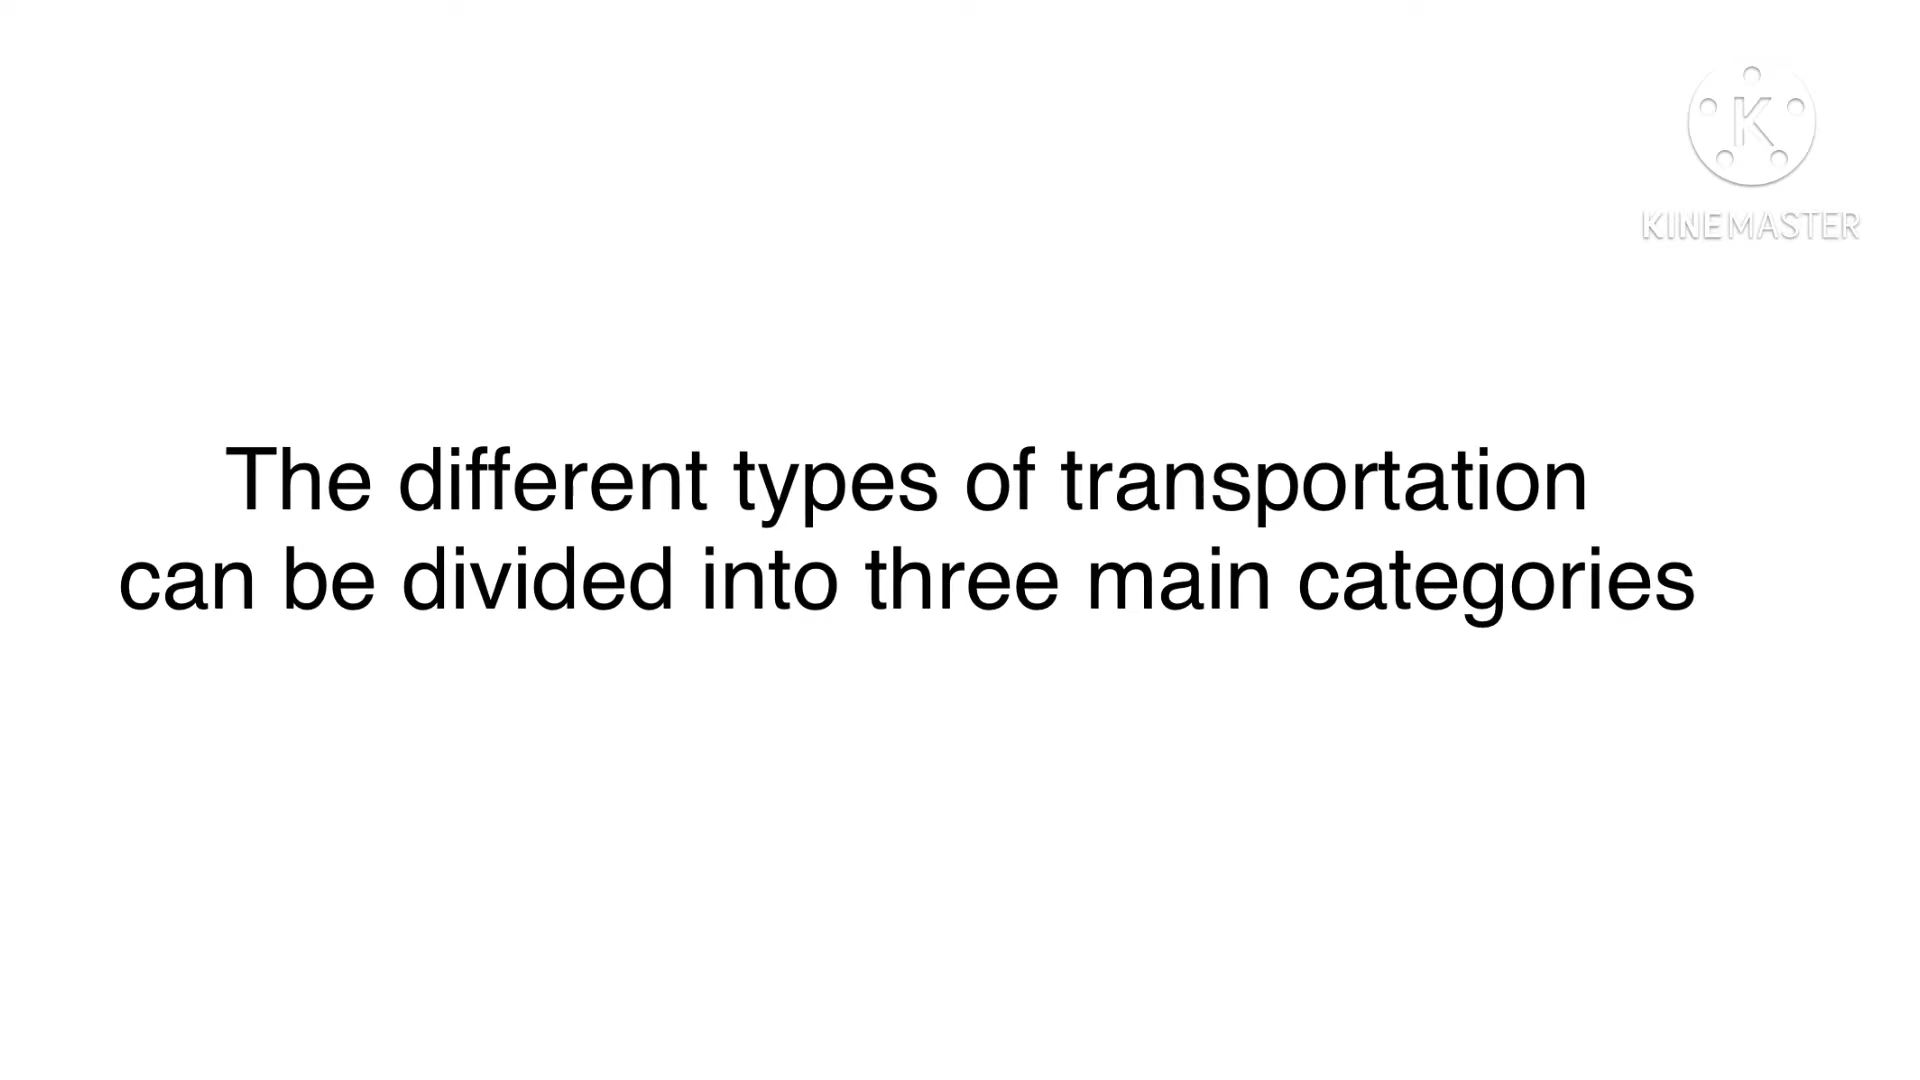 K
KINEMASTER
The different types of transportation
can be divided into three main categories